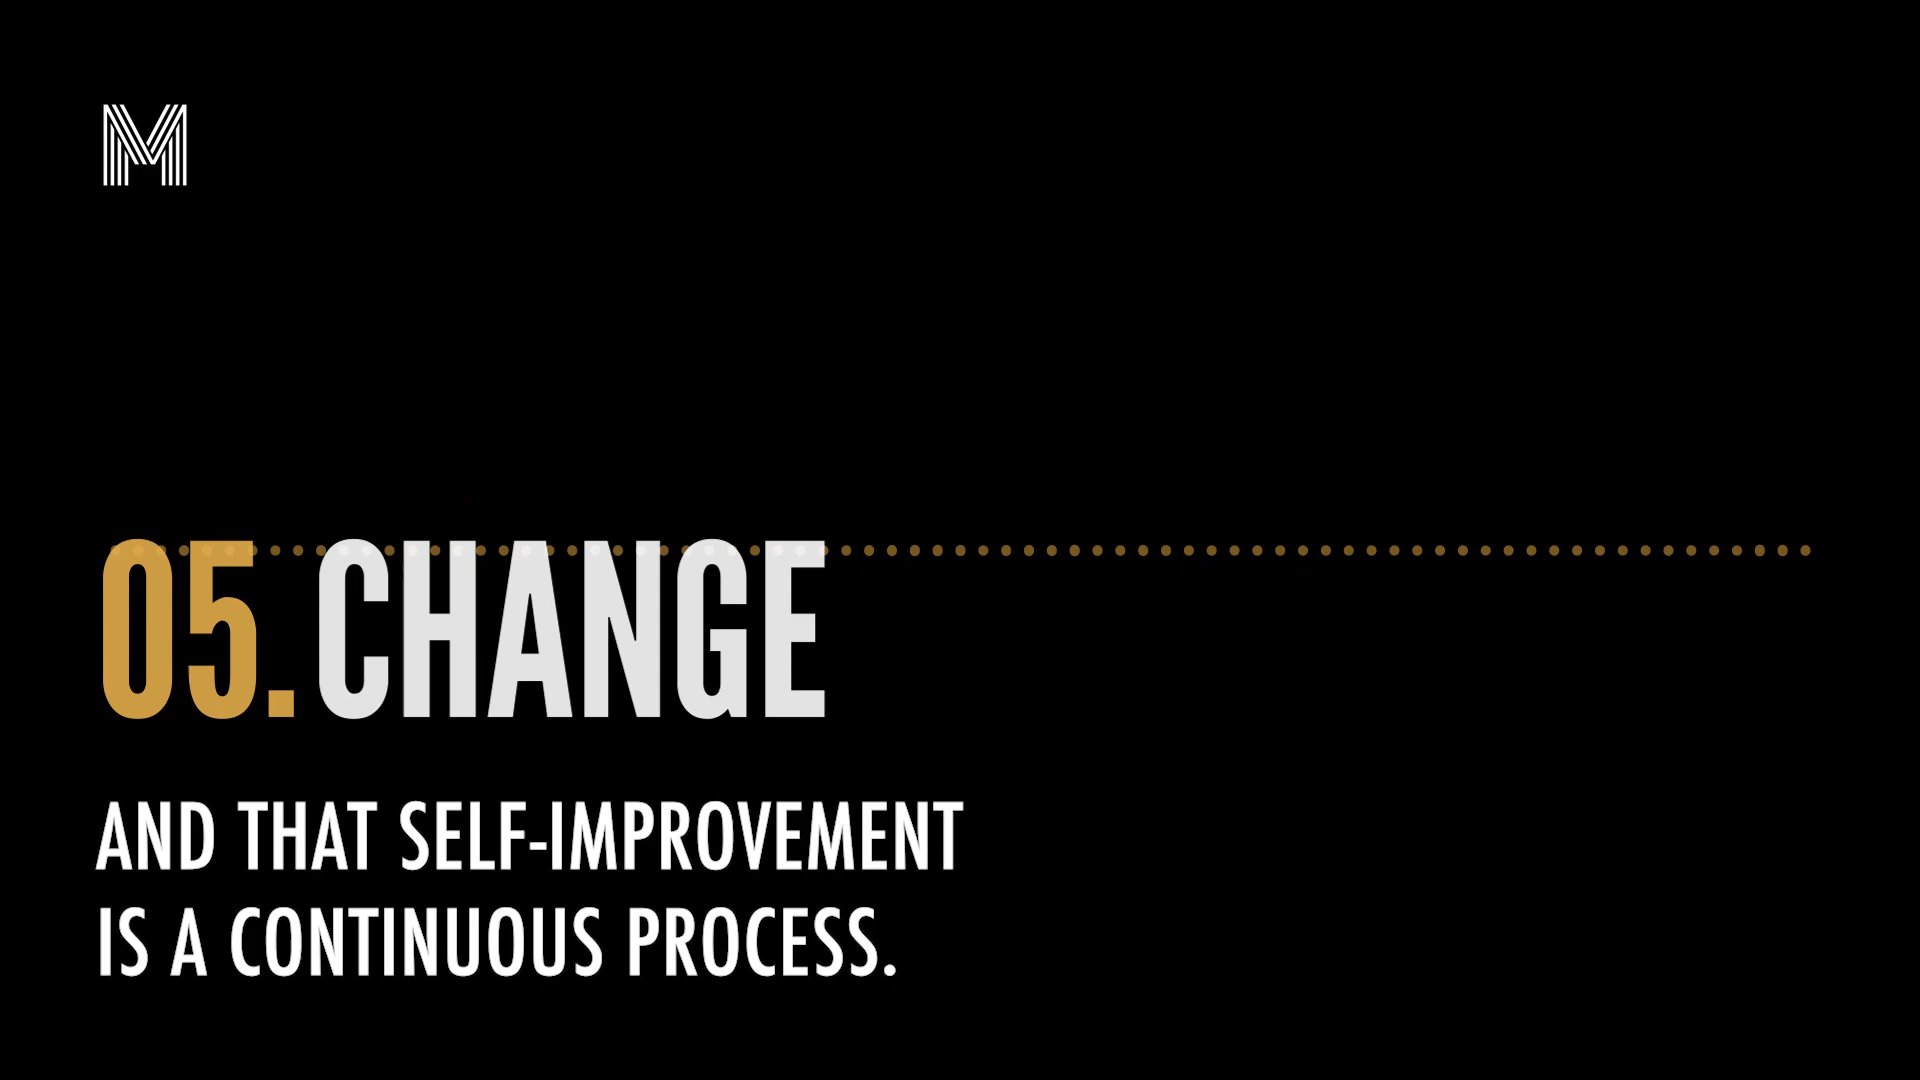 M
05. CHANGE
AND THAT SELF-IMPROVEMENT
IS A CONTINUOUS PROCESS.